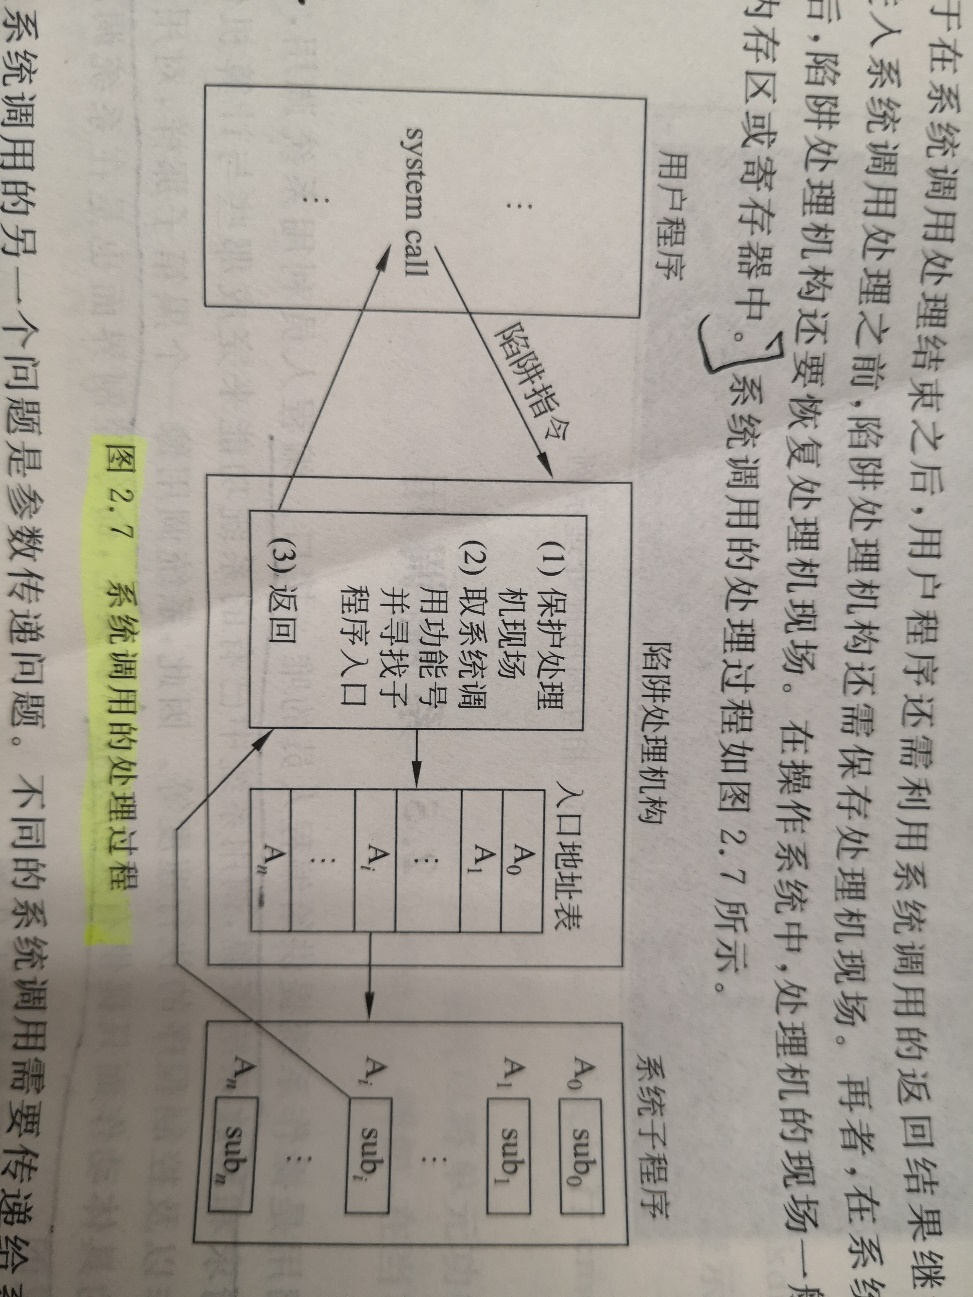 于在系统调用处理结束之后,用户程序还需利用系统调用的返回结果继
入系统调用处理之前,陷阱处理机构还需保存处理机现场。再者,在系统
后,陷阱处理机构还要恢复处理机现场。在操作系统中,处理机的现场一般
内存区或寄存器中。系统调用的处理过程如图 2.7 所示。
用户程序
陷阱处理机构
系统子程序
⋮
system call
⋮
陷阱指令
(1) 保护处理
机现场
(2) 取系统调
用功能号
并寻找子
程序入口
(3) 返回
入口地址表
A₀
A₁
⋮
Aᵢ
⋮
Aₙ
A₀ sub₀
A₁ sub₁
⋮
Aᵢ subᵢ
⋮
Aₙ subₙ
图 2.7 系统调用的处理过程
系统调用的另一个问题是参数传递问题。不同的系统调用需要传递给